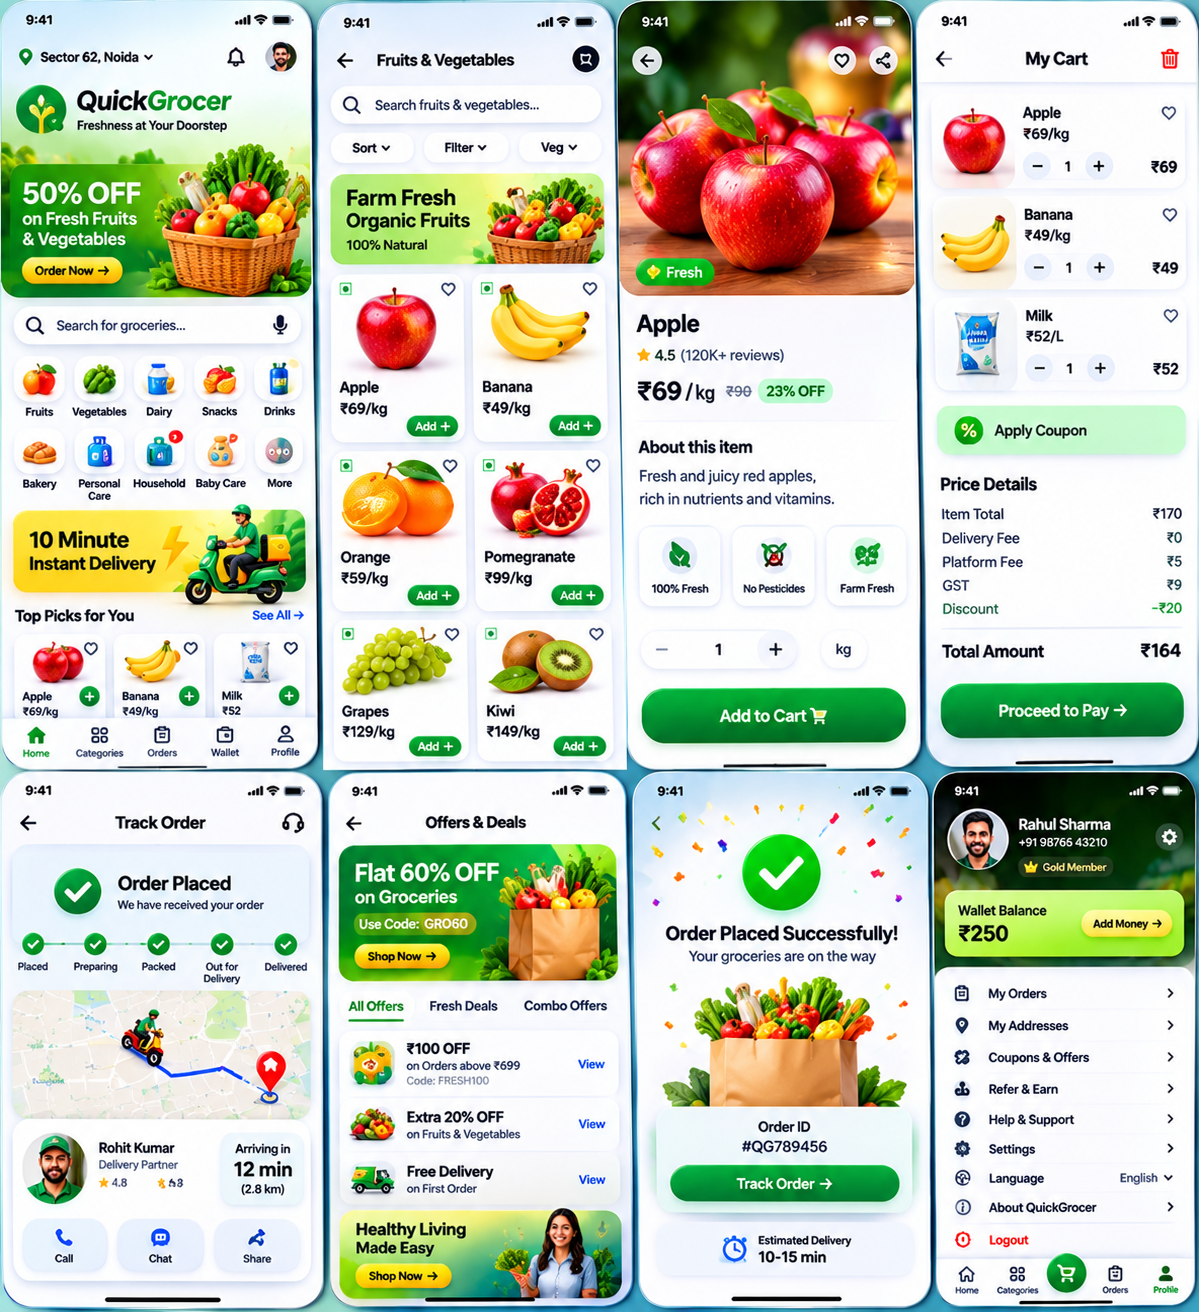 9:41
Sector 62, Noida
QuickGrocer
Freshness at Your Doorstep
50% OFF
on Fresh Fruits
& Vegetables
Order Now →
Search for groceries...
Fruits
Vegetables
Dairy
Snacks
Drinks
Bakery
Personal
Care
Household
Baby Care
More
10 Minute
Instant Delivery
Top Picks for You
See All →
Apple
₹69/kg
Banana
₹49/kg
Milk
₹52
Home
Categories
Orders
Wallet
Profile
9:41
Fruits & Vegetables
Search fruits & vegetables...
Sort
Filter
Veg
Farm Fresh
Organic Fruits
100% Natural
Apple
₹69/kg
Add +
Banana
₹49/kg
Add +
Orange
₹59/kg
Add +
Pomegranate
₹99/kg
Add +
Grapes
₹129/kg
Add +
Kiwi
₹149/kg
Add +
9:41
Fresh
Apple
4.5 (120K+ reviews)
₹69/kg ₹90 23% OFF
About this item
Fresh and juicy red apples,
rich in nutrients and vitamins.
100% Fresh
No Pesticides
Farm Fresh
− 1 +
kg
Add to Cart
9:41
My Cart
Apple
₹69/kg
− 1 +
₹69
Banana
₹49/kg
− 1 +
₹49
Milk
₹52/L
− 1 +
₹52
% Apply Coupon
Price Details
Item Total ₹170
Delivery Fee ₹0
Platform Fee ₹5
GST ₹9
Discount -₹20
Total Amount ₹164
Proceed to Pay →
9:41
Track Order
Order Placed
We have received your order
Placed
Preparing
Packed
Out for
Delivery
Delivered
Rohit Kumar
Delivery Partner
4.8
Arriving in
12 min
(2.8 km)
Call
Chat
Share
9:41
Offers & Deals
Flat 60% OFF
on Groceries
Use Code: GRO60
Shop Now →
All Offers
Fresh Deals
Combo Offers
₹100 OFF
on Orders above ₹699
Code: FRESH100
View
Extra 20% OFF
on Fruits & Vegetables
View
Free Delivery
on First Order
View
Healthy Living
Made Easy
Shop Now →
9:41
Order Placed Successfully!
Your groceries are on the way
Order ID
#QG789456
Track Order →
Estimated Delivery
10-15 min
9:41
Rahul Sharma
+91 98766 43210
Gold Member
Wallet Balance
₹250
Add Money →
My Orders
My Addresses
Coupons & Offers
Refer & Earn
Help & Support
Settings
Language English
About QuickGrocer
Logout
Home
Categories
Orders
Profile